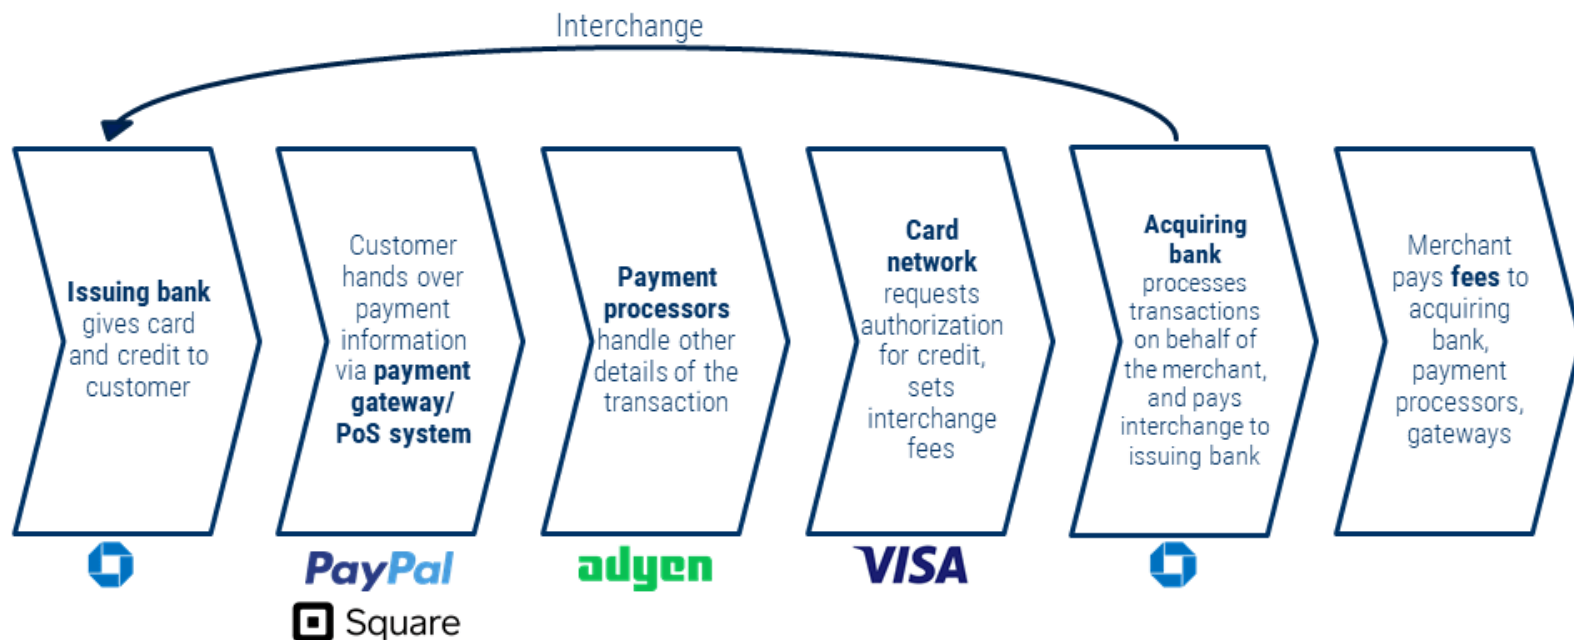 Interchange
Issuing bank
gives card
and credit to
customer
Customer
hands over
payment
information
via payment
gateway/
PoS system
Payment
processors
handle other
details of the
transaction
Card
network
requests
authorization
for credit,
sets
interchange
fees
Acquiring
bank
processes
transactions
on behalf of
the merchant,
and pays
interchange to
issuing bank
Merchant
pays fees to
acquiring
bank,
payment
processors,
gateways
PayPal
Square
adyen
VISA